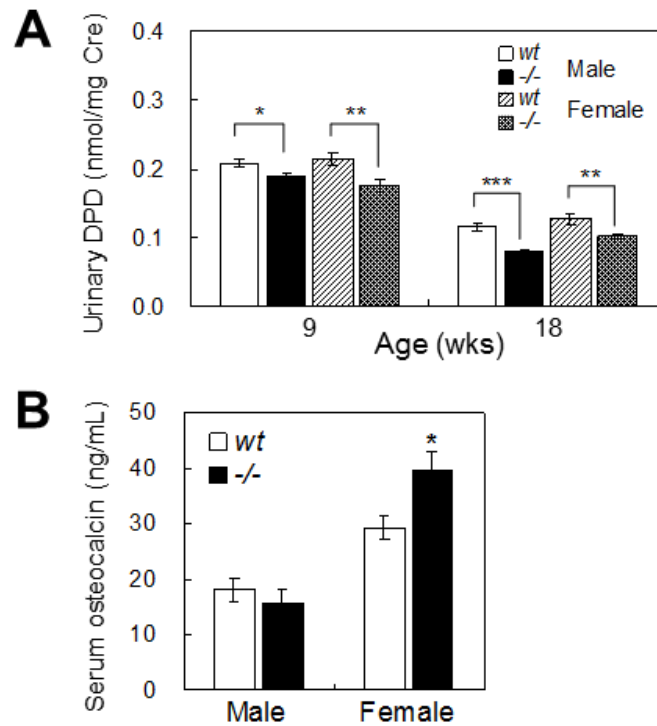 A
Urinary DPD (nmol/mg Cre)
0.4
0.3
0.2
0.1
0.0
wt
-/- Male
wt
-/- Female
* ** *** **
9 18
Age (wks)
B
Serum osteocalcin (ng/mL)
50
40
30
20
10
0
wt
-/-
*
Male Female